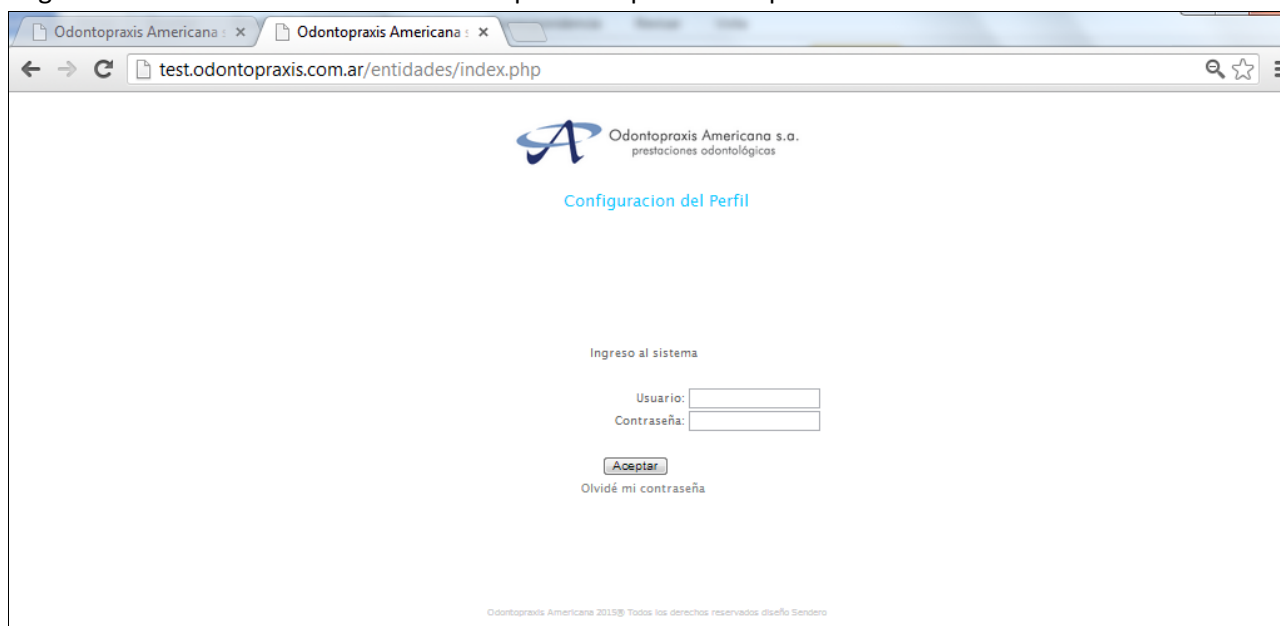 Odontopraxis Americana :
Odontopraxis Americana :
test.odontopraxis.com.ar/entidades/index.php
Odontopraxis Americana s.a.
prestaciones odontológicas
Configuracion del Perfil
Ingreso al sistema
Usuario:
Contraseña:
Aceptar
Olvidé mi contraseña
Odontopraxis Americana 2015® Todos los derechos reservados diseño Sendero